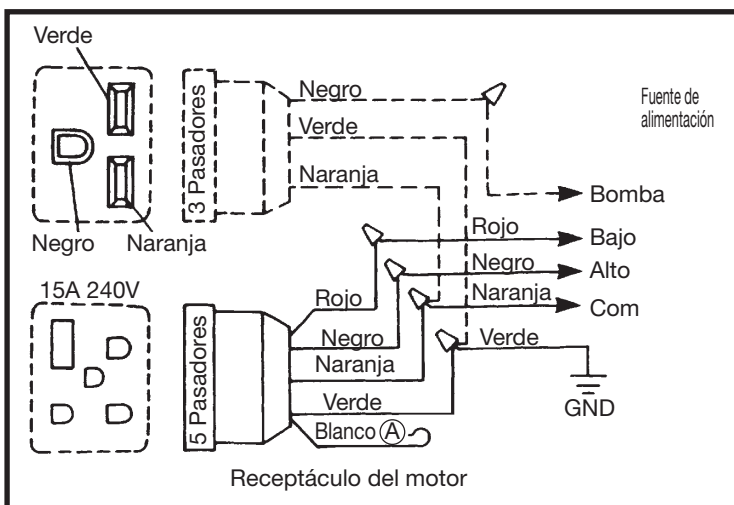 Verde
Negro
Naranja
3 Pasadores
Negro
Verde
Naranja
Fuente de
alimentación
Bomba
Rojo
Bajo
Negro
Alto
Naranja
Com
Verde
GND
15A 240V
5 Pasadores
Rojo
Negro
Naranja
Verde
Blanco A
Receptáculo del motor